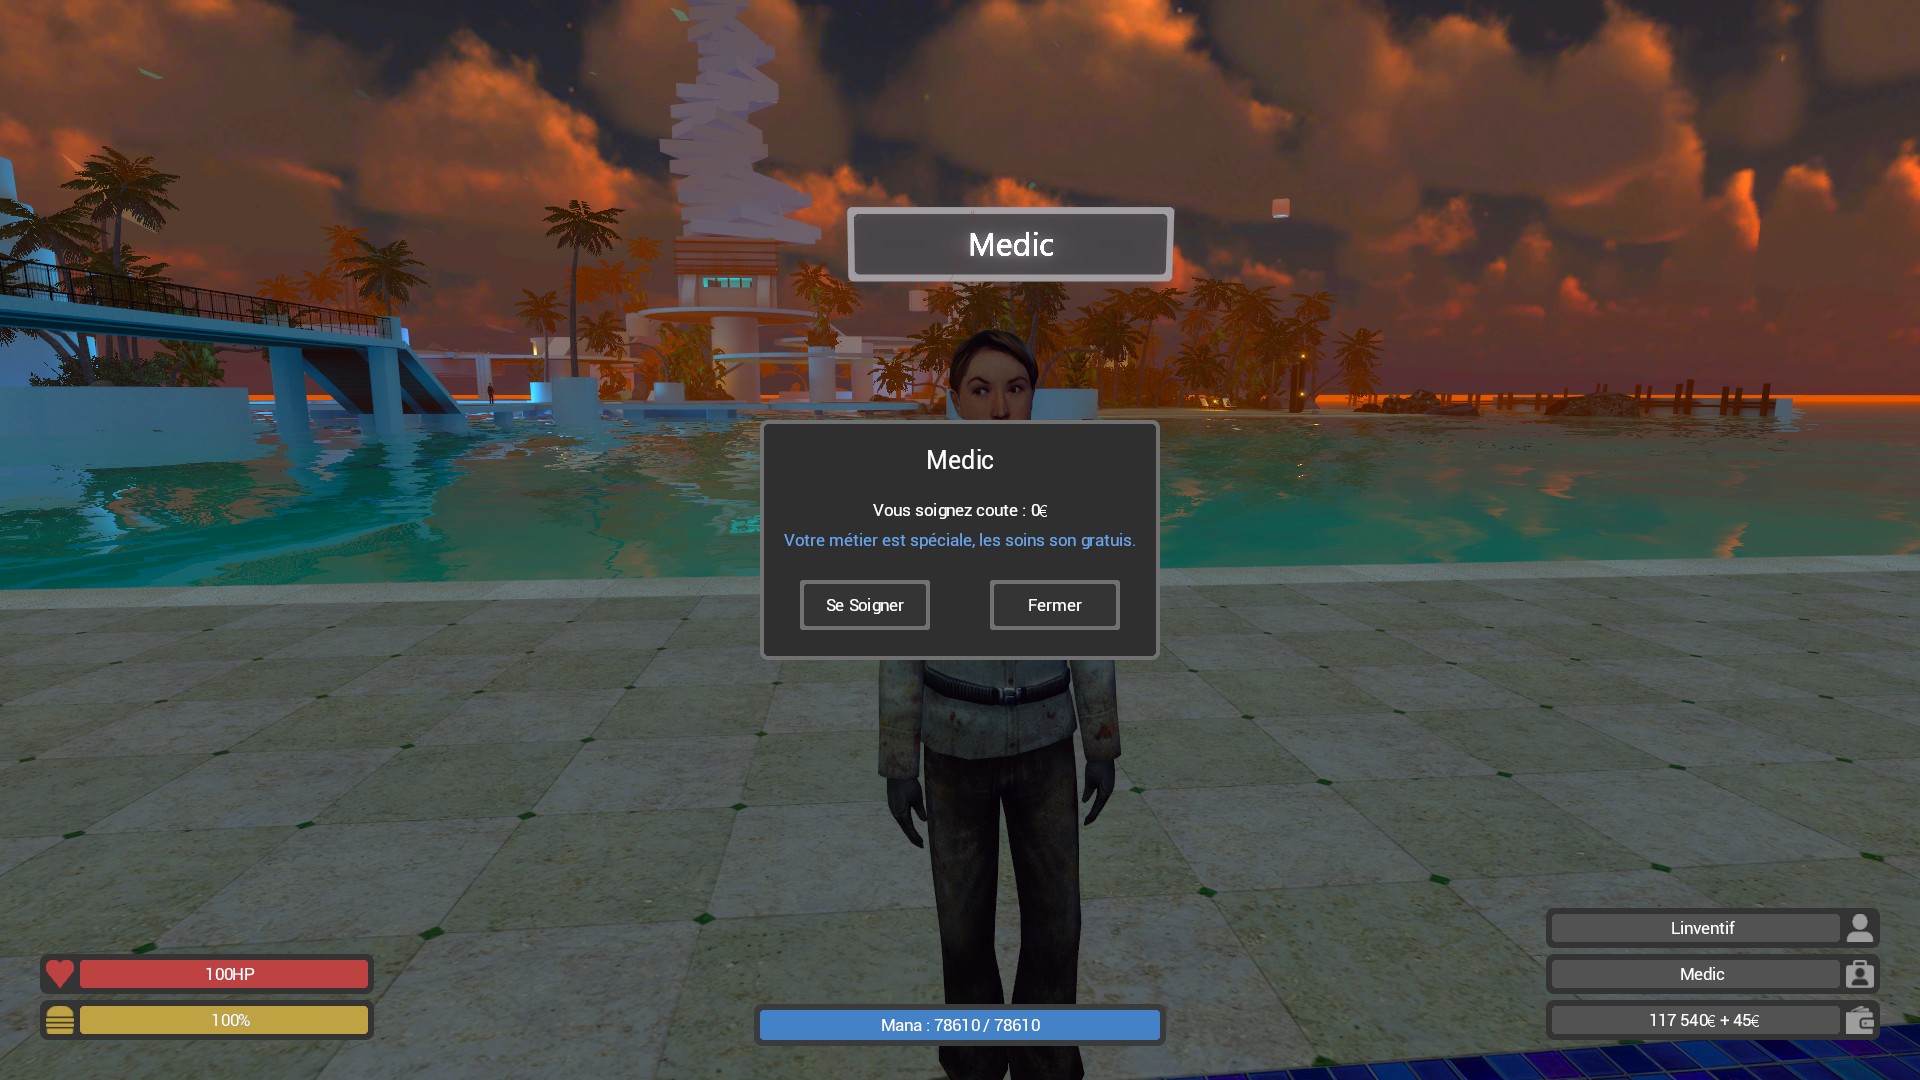 Medic
Medic
Vous soignez coute : 0€
Votre métier est spéciale, les soins son gratuis.
Se Soigner
Fermer
100HP
100%
Mana : 78610 / 78610
Linventif
Medic
117 540€ + 45€